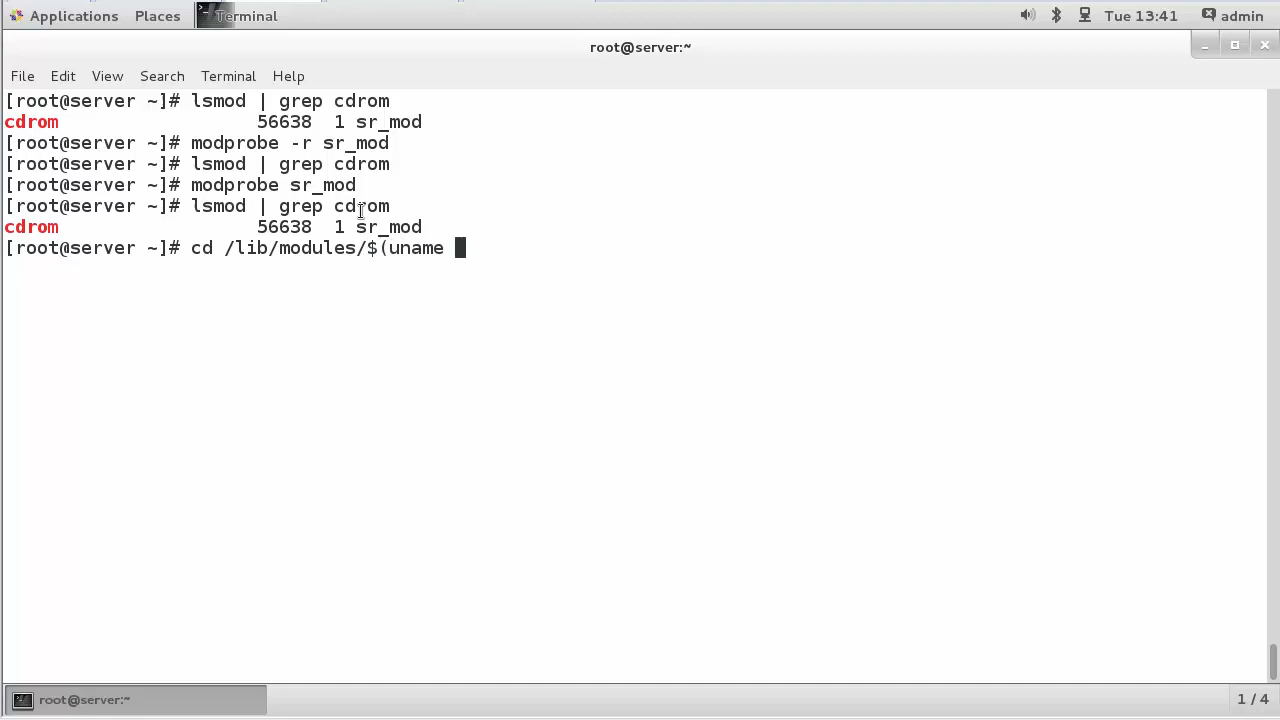 Applications Places Terminal Tue 13:41 admin
root@server:~
File Edit View Search Terminal Help
[root@server ~]# lsmod | grep cdrom
cdrom                  56638  1 sr_mod
[root@server ~]# modprobe -r sr_mod
[root@server ~]# lsmod | grep cdrom
[root@server ~]# modprobe sr_mod
[root@server ~]# lsmod | grep cdrom
cdrom                  56638  1 sr_mod
[root@server ~]# cd /lib/modules/$(uname
root@server:~ 1 / 4